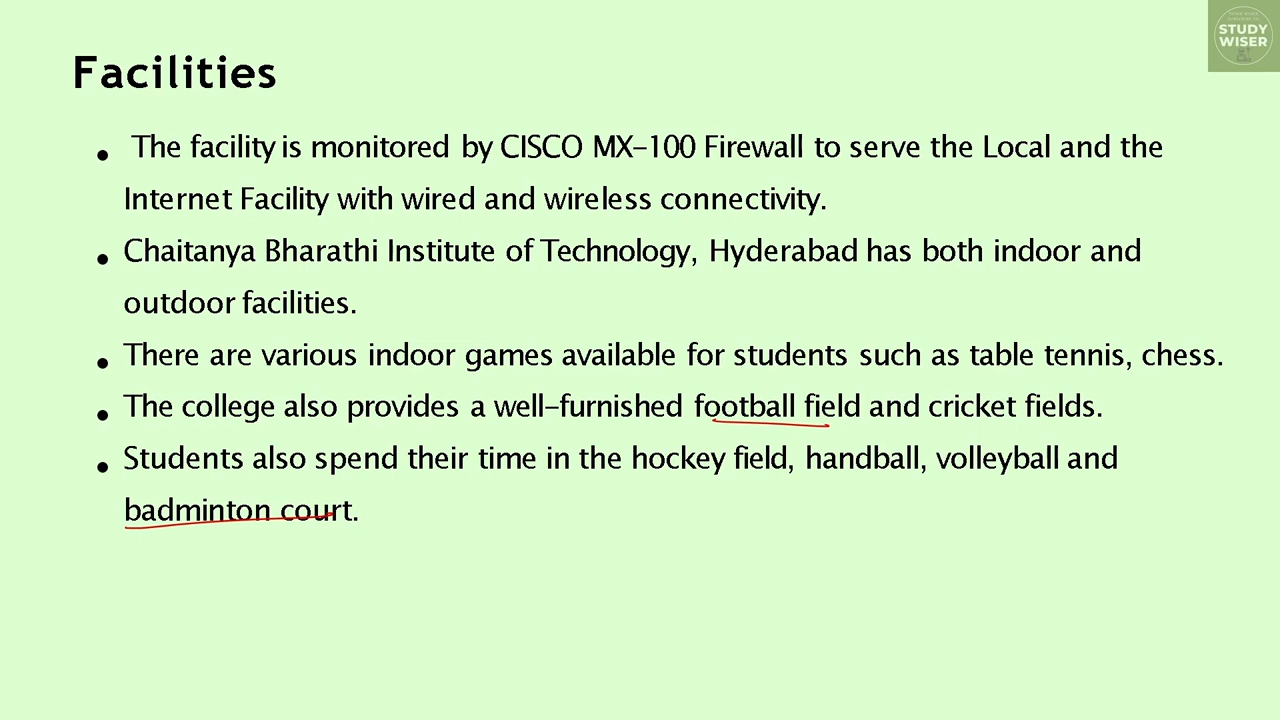 STUDY
WISER
Facilities
• The facility is monitored by CISCO MX-100 Firewall to serve the Local and the
Internet Facility with wired and wireless connectivity.
• Chaitanya Bharathi Institute of Technology, Hyderabad has both indoor and
outdoor facilities.
• There are various indoor games available for students such as table tennis, chess.
• The college also provides a well-furnished football field and cricket fields.
• Students also spend their time in the hockey field, handball, volleyball and
badminton court.